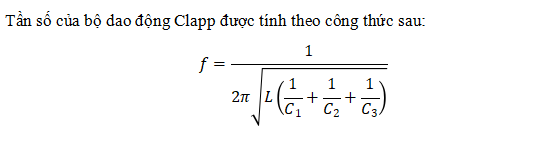 Tần số của bộ dao động Clapp được tính theo công thức sau:
f = 1 / (2π √(L(1/C₁ + 1/C₂ + 1/C₃)))